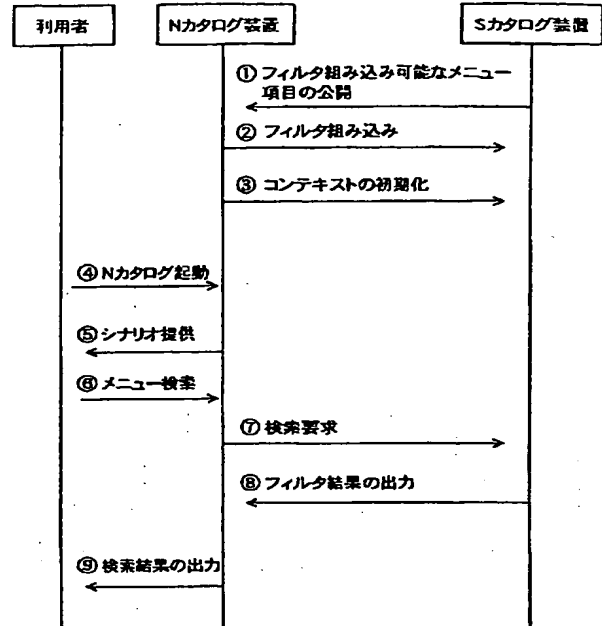 利用者
Nカタログ装置
Sカタログ装置
① フィルタ組み込み可能なメニュー
項目の公開
② フィルタ組み込み
③ コンテキストの初期化
④ Nカタログ起動
⑤ シナリオ提供
⑥ メニュー検索
⑦ 検索要求
⑧ フィルタ結果の出力
⑨ 検索結果の出力